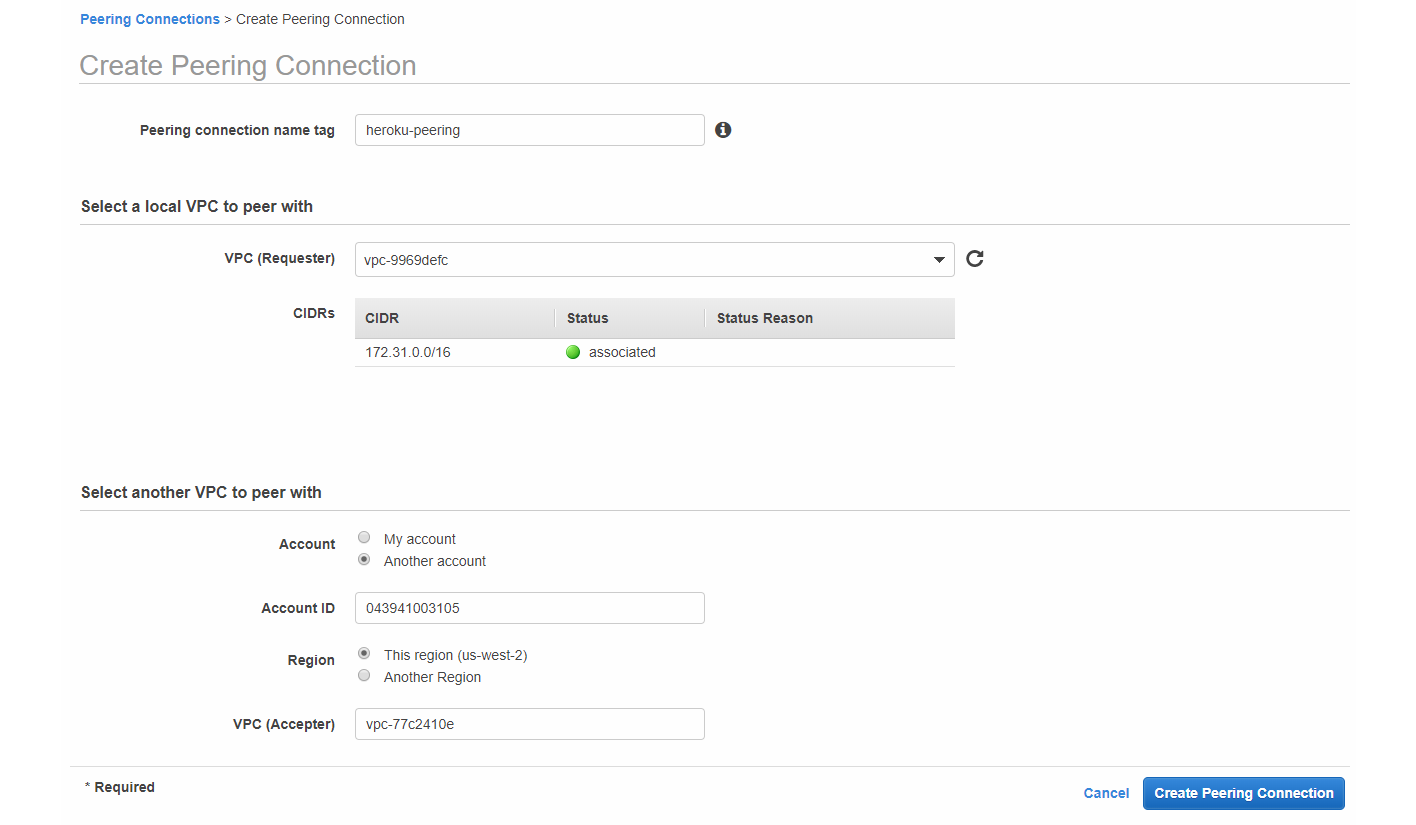 Peering Connections > Create Peering Connection
Create Peering Connection
Peering connection name tag heroku-peering
Select a local VPC to peer with
VPC (Requester) vpc-9969defc
CIDRs CIDR Status Status Reason
172.31.0.0/16 associated
Select another VPC to peer with
Account My account
Another account
Account ID 043941003105
Region This region (us-west-2)
Another Region
VPC (Accepter) vpc-77c2410e
* Required Cancel Create Peering Connection